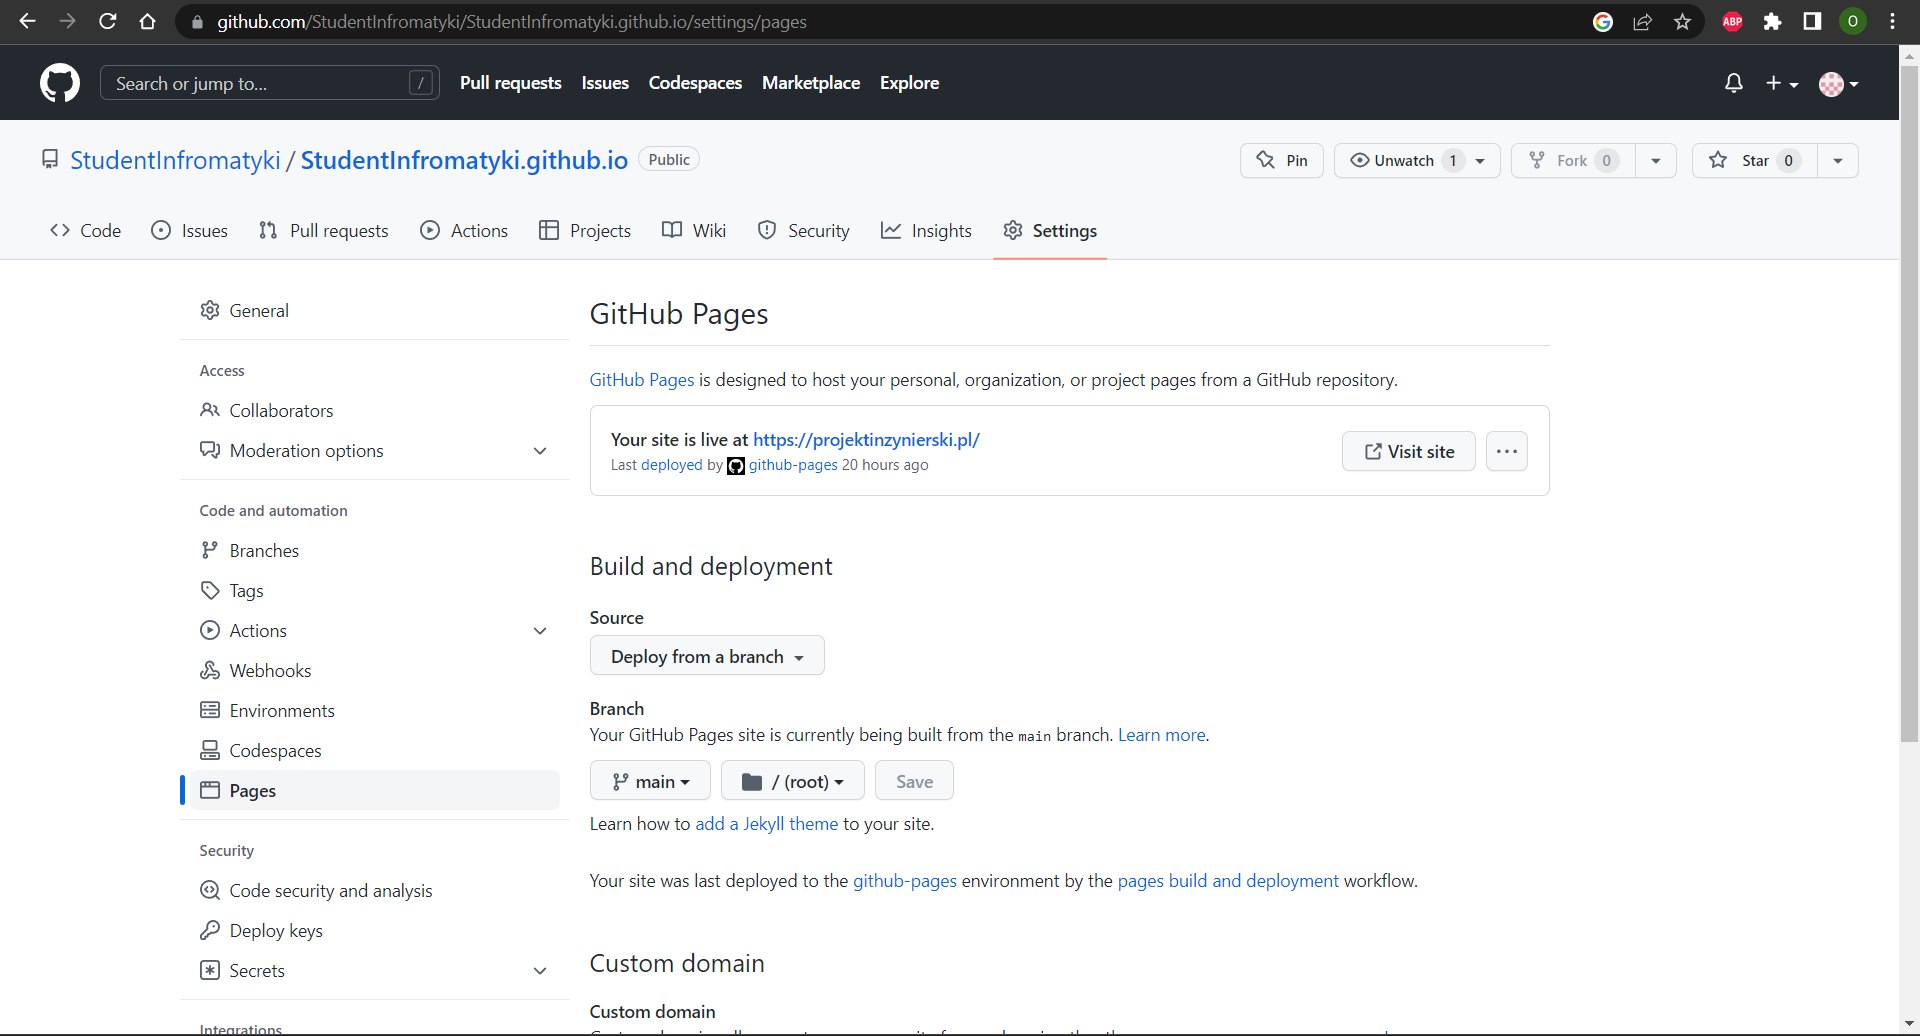 github.com/StudentInfromatyki/StudentInfromatyki.github.io/settings/pages
ABP
O
Search or jump to...
/
Pull requests Issues Codespaces Marketplace Explore
StudentInfromatyki / StudentInfromatyki.github.io Public
Pin
Unwatch 1
Fork 0
Star 0
Code Issues Pull requests Actions Projects Wiki Security Insights Settings
General
Access
Collaborators
Moderation options
Code and automation
Branches
Tags
Actions
Webhooks
Environments
Codespaces
Pages
Security
Code security and analysis
Deploy keys
Secrets
Integrations
GitHub Pages
GitHub Pages is designed to host your personal, organization, or project pages from a GitHub repository.
Your site is live at https://projektinzynierski.pl/
Last deployed by github-pages 20 hours ago
Visit site
Build and deployment
Source
Deploy from a branch
Branch
Your GitHub Pages site is currently being built from the main branch. Learn more.
main / (root) Save
Learn how to add a Jekyll theme to your site.
Your site was last deployed to the github-pages environment by the pages build and deployment workflow.
Custom domain
Custom domain